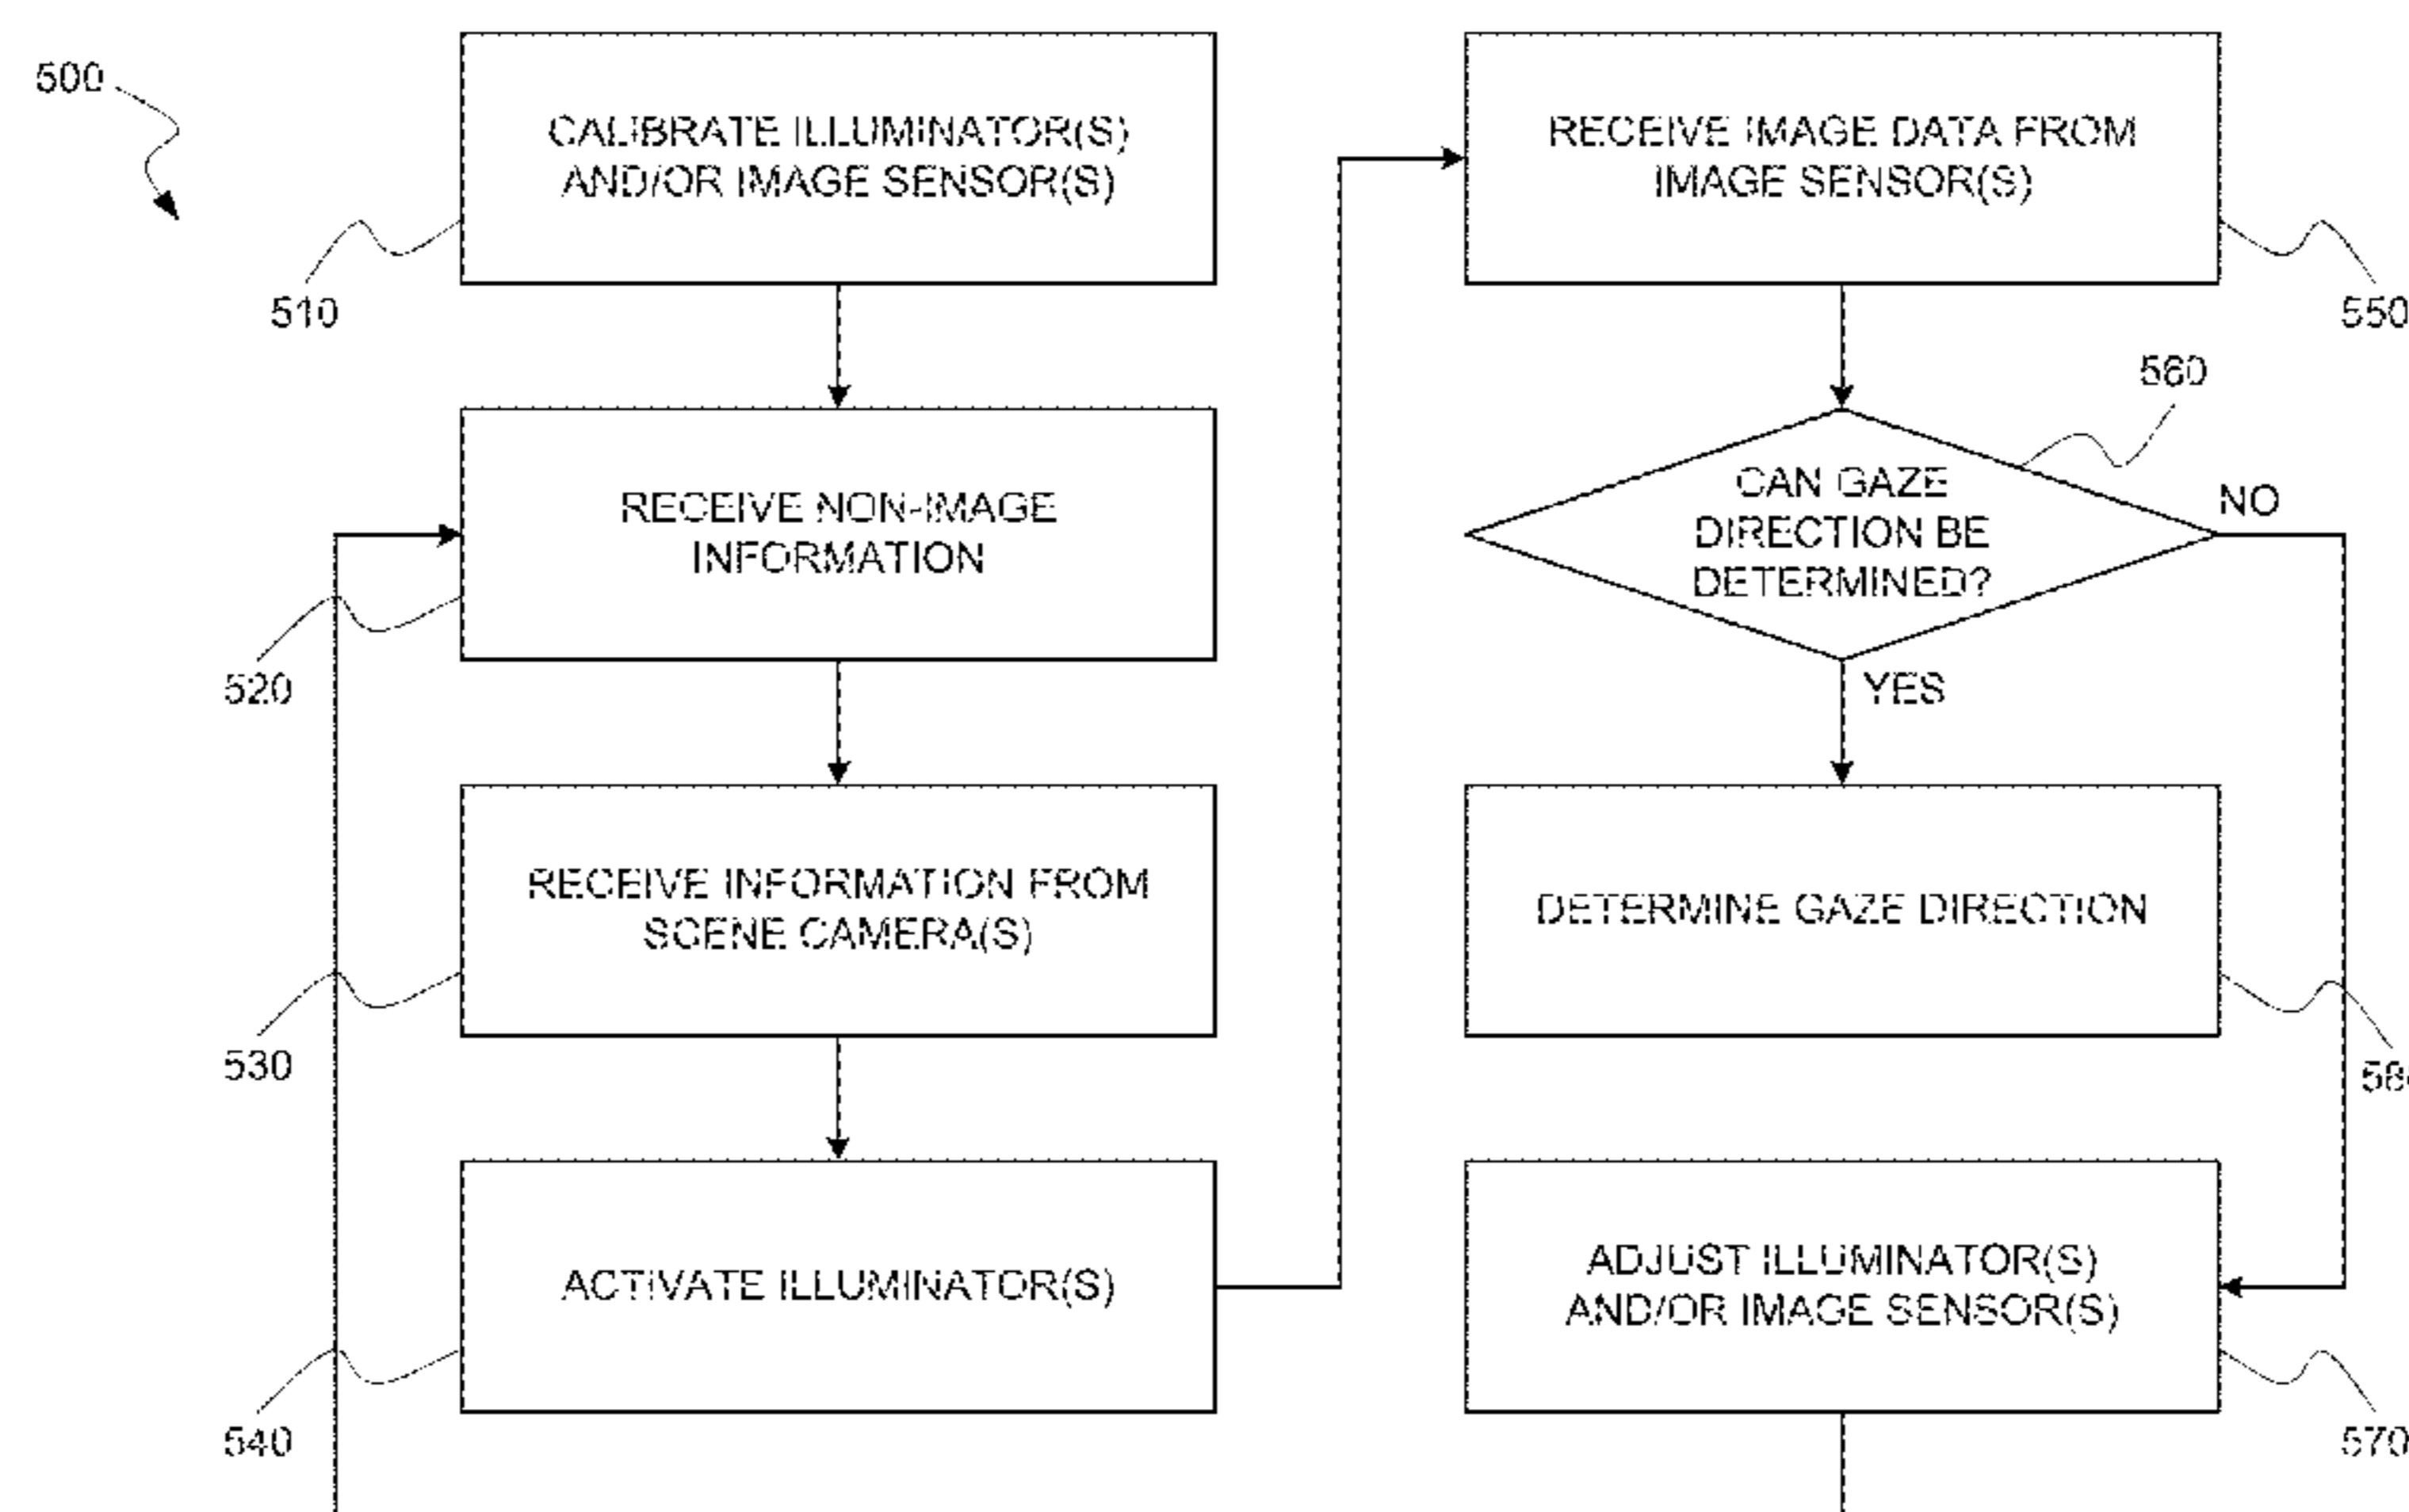 500
CALIBRATE ILLUMINATOR(S)
AND/OR IMAGE SENSOR(S)
510
RECEIVE NON-IMAGE
INFORMATION
520
RECEIVE INFORMATION FROM
SCENE CAMERA(S)
530
ACTIVATE ILLUMINATOR(S)
540
RECEIVE IMAGE DATA FROM
IMAGE SENSOR(S)
550
560
CAN GAZE
DIRECTION BE
DETERMINED?
NO
YES
DETERMINE GAZE DIRECTION
ADJUST ILLUMINATOR(S)
AND/OR IMAGE SENSOR(S)
570